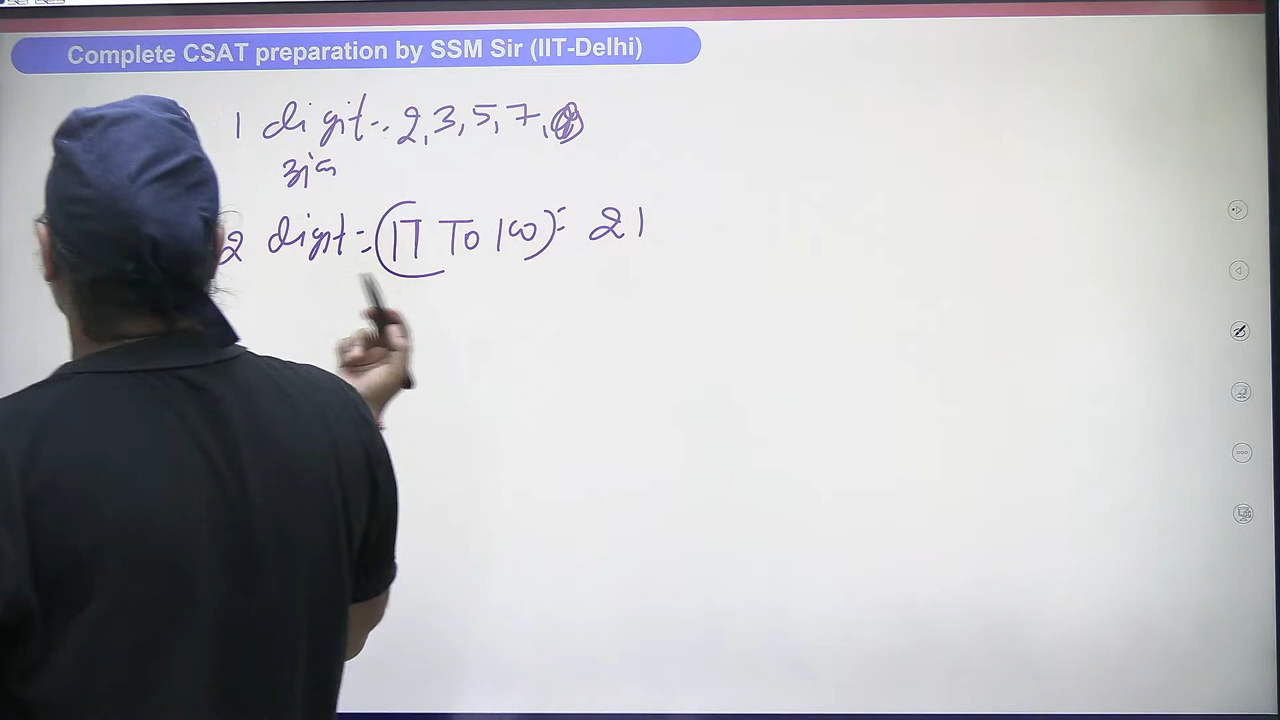 Complete CSAT preparation by SSM Sir (IIT-Delhi)
1 digit:. 2, 3, 5, 7,
2 digit = (17 To 100) = 21